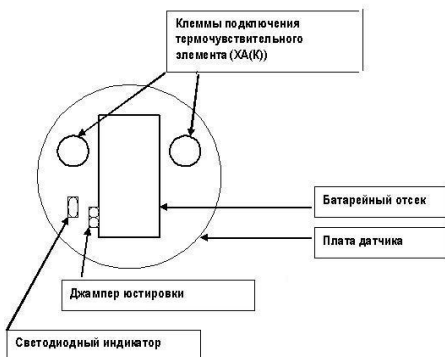 Клеммы подключения
термочувствительного
элемента (ХА(К))
Батарейный отсек
Плата датчика
Джампер юстировки
Светодиодный индикатор